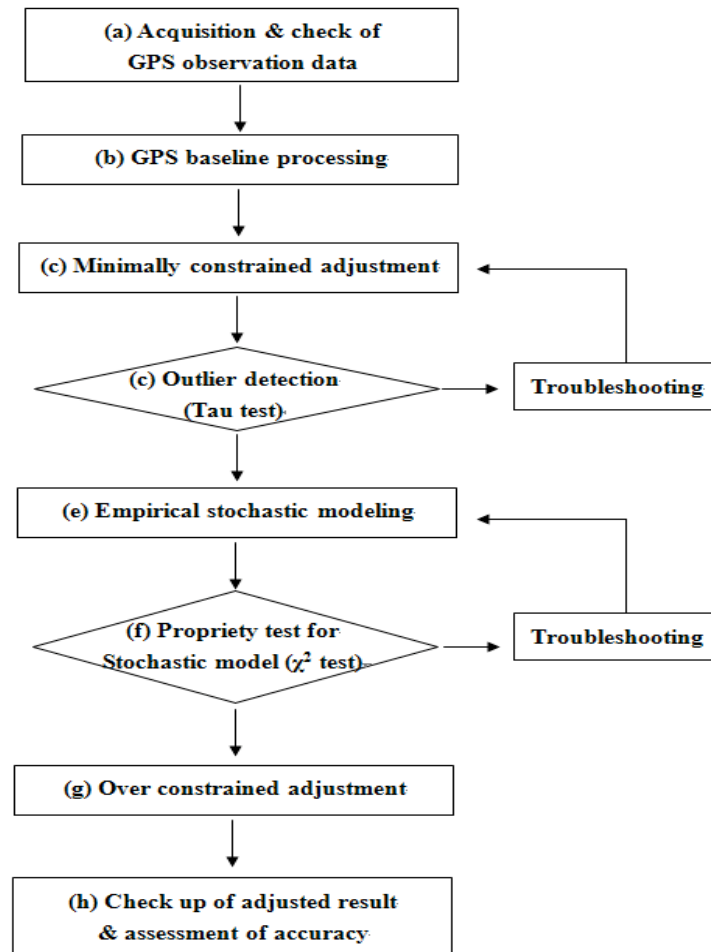 (a) Acquisition & check of
GPS observation data
(b) GPS baseline processing
(c) Minimally constrained adjustment
(c) Outlier detection
(Tau test)
Troubleshooting
(e) Empirical stochastic modeling
(f) Propriety test for
Stochastic model (χ² test)
Troubleshooting
(g) Over constrained adjustment
(h) Check up of adjusted result
& assessment of accuracy